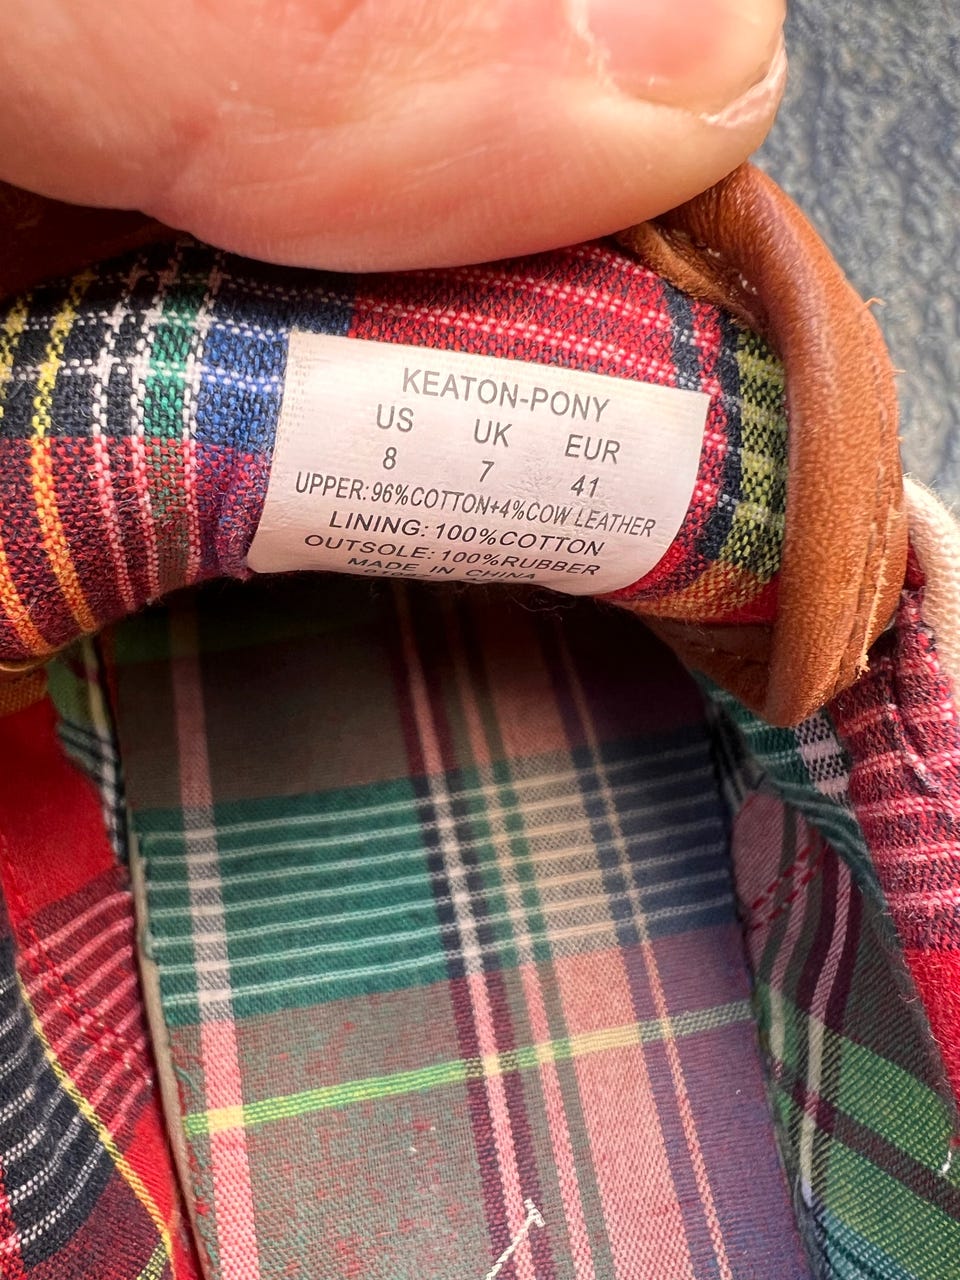 KEATON-PONY
US UK EUR
8 7 41
UPPER:96%COTTON+4%COW LEATHER
LINING:100%COTTON
OUTSOLE:100%RUBBER
MADE IN CHINA